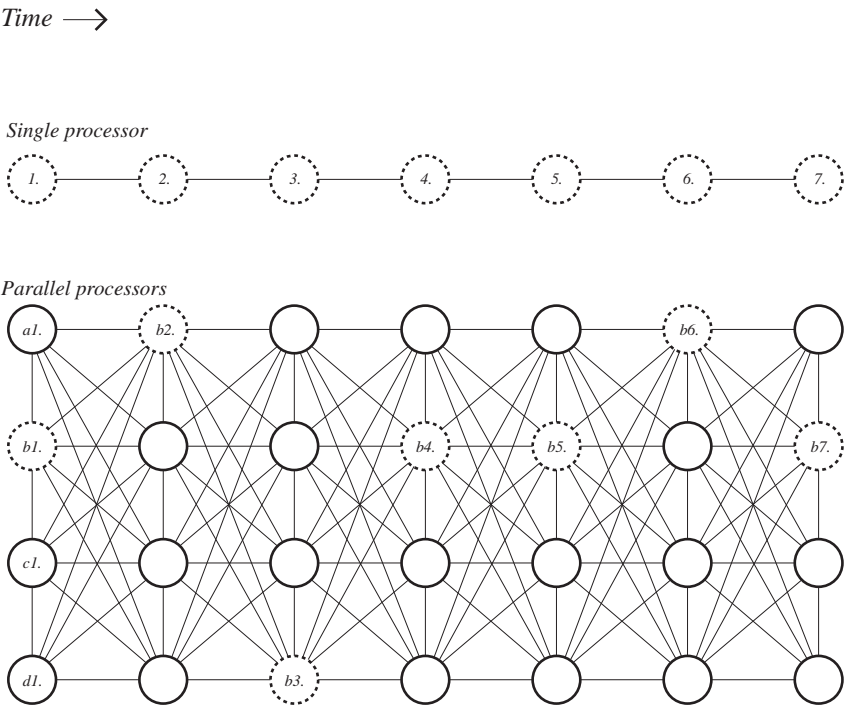 Time
Single processor
1. 2. 3. 4. 5. 6. 7.
Parallel processors
a1. b2. b6.
b1. b4. b5. b7.
c1.
d1. b3.